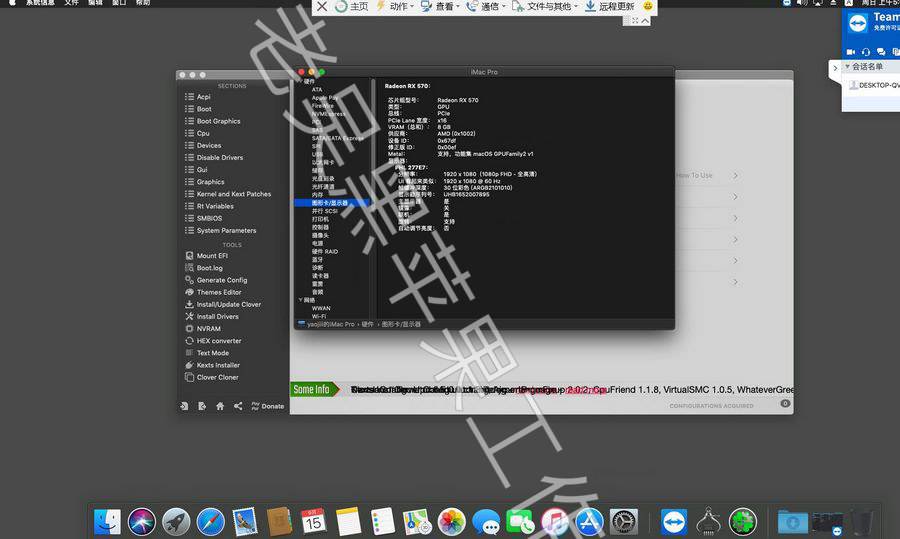 系统信息 文件 编辑 窗口 帮助
主页 动作 查看 通信 文件与其他 远程更新
周日 上午
Team
免费许可
会话名单
DESKTOP-QV
iMac Pro
SECTIONS
Acpi
Boot
Boot Graphics
Cpu
Devices
Disable Drivers
Gui
Graphics
Kernel and Kext Patches
Rt Variables
SMBIOS
System Parameters
TOOLS
Mount EFI
Boot.log
Generate Config
Themes Editor
Install/Update Clover
Install Drivers
NVRAM
HEX converter
Text Mode
Kexts Installer
Clover Cloner
Donate
硬件
ATA
Apple Pay
FireWire
NVMExpress
PCI
SAS
SATA/SATA Express
SPI
USB
以太网卡
储存
光盘刻录
光纤通道
内存
图形卡/显示器
并行 SCSI
打印机
控制器
摄像头
电源
硬件 RAID
蓝牙
诊断
读卡器
雷雳
音频
网络
WWAN
Wi-Fi
Radeon RX 570:
芯片组型号: Radeon RX 570
类型: GPU
总线: PCIe
PCIe Lane 宽度: x16
VRAM（总和）: 8 GB
供应商: AMD (0x1002)
设备 ID: 0x67df
修正版 ID: 0x00ef
Metal: 支持，功能集 macOS GPUFamily2 v1
显示器:
PHL 277E7:
分辨率: 1920 x 1080（1080p FHD - 全高清）
UI 看起来类似: 1920 x 1080 @ 60 Hz
帧缓冲深度: 30 位彩色 (ARGB2101010)
显示器序列号: UHB1652007895
主显示器: 是
镜像: 关
联机: 是
旋转: 支持
自动调节亮度: 否
yaojii的iMac Pro › 硬件 › 图形卡/显示器
How To Use
Some Info
2.0.2, CpuFriend 1.1.8, VirtualSMC 1.0.5, WhateverGree
CONFIGURATIONS ACQUIRED 0
老吴黑苹果工作
9月
15